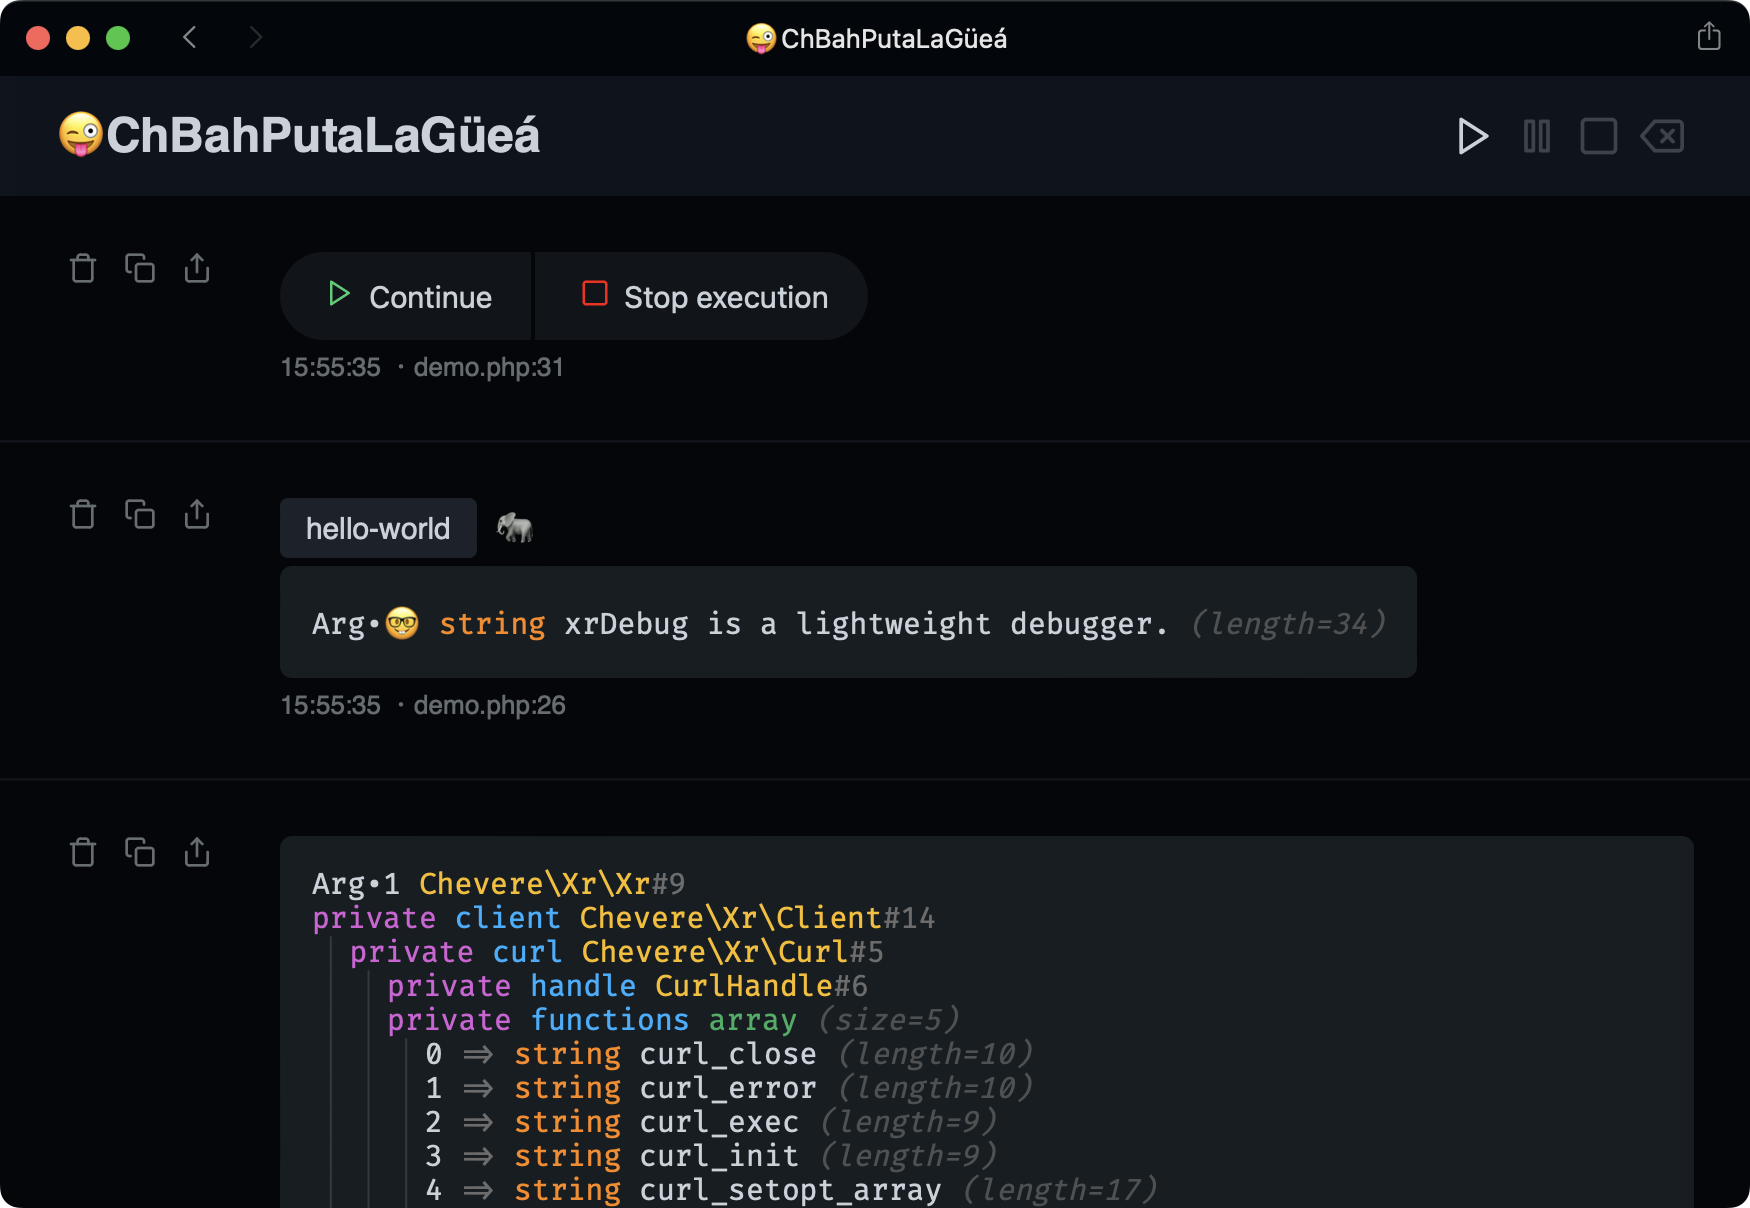 😜ChBahPutaLaGüeá
😜ChBahPutaLaGüeá
Continue
Stop execution
15:55:35 · demo.php:31
hello-world 🐘
Arg•🤓 string xrDebug is a lightweight debugger. (length=34)
15:55:35 · demo.php:26
Arg•1 Chevere\Xr\Xr#9
private client Chevere\Xr\Client#14
private curl Chevere\Xr\Curl#5
private handle CurlHandle#6
private functions array (size=5)
0 => string curl_close (length=10)
1 => string curl_error (length=10)
2 => string curl_exec (length=9)
3 => string curl_init (length=9)
4 => string curl_setopt_array (length=17)